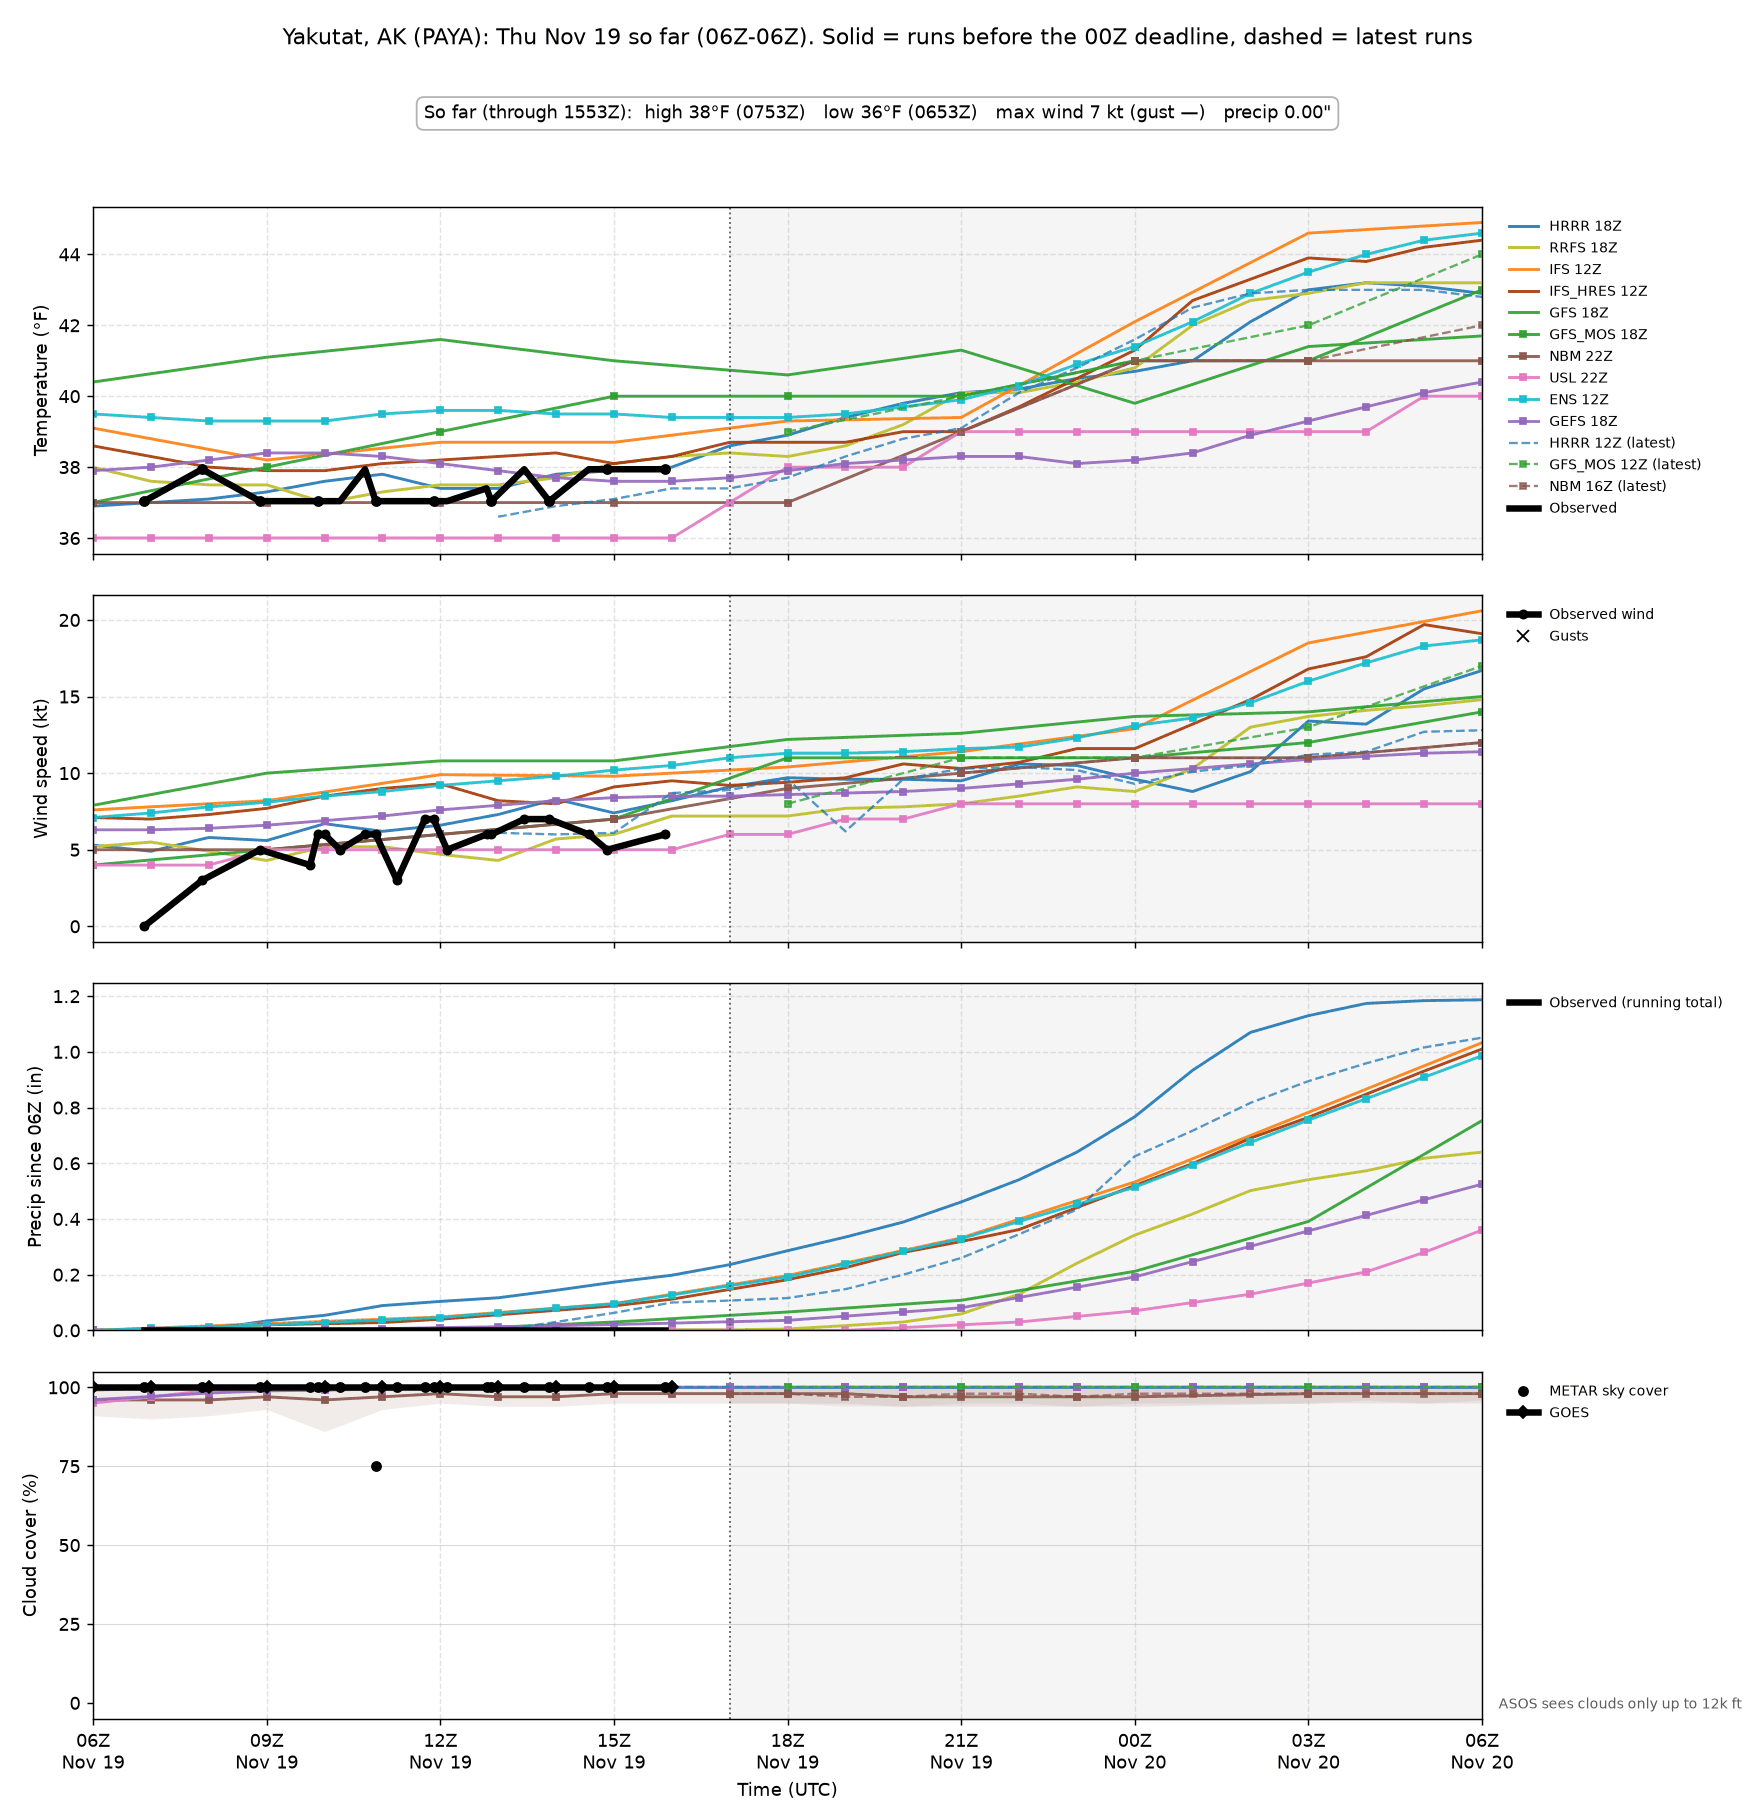 Yakutat, AK (PAYA): Thu Nov 19 so far (06Z-06Z). Solid = runs before the 00Z deadline, dashed = latest runs
So far (through 1553Z):  high 38°F (0753Z)   low 36°F (0653Z)   max wind 7 kt (gust —)   precip 0.00"
Temperature (°F)
44
42
40
38
36
HRRR 18Z
RRFS 18Z
IFS 12Z
IFS_HRES 12Z
GFS 18Z
GFS_MOS 18Z
NBM 22Z
USL 22Z
ENS 12Z
GEFS 18Z
HRRR 12Z (latest)
GFS_MOS 12Z (latest)
NBM 16Z (latest)
Observed
Wind speed (kt)
20
15
10
5
0
Observed wind
Gusts
Precip since 06Z (in)
1.2
1.0
0.8
0.6
0.4
0.2
0.0
Observed (running total)
Cloud cover (%)
100
75
50
25
0
METAR sky cover
GOES
ASOS sees clouds only up to 12k ft
06Z 09Z 12Z 15Z 18Z 21Z 00Z 03Z 06Z
Nov 19 Nov 19 Nov 19 Nov 19 Nov 19 Nov 19 Nov 20 Nov 20 Nov 20
Time (UTC)